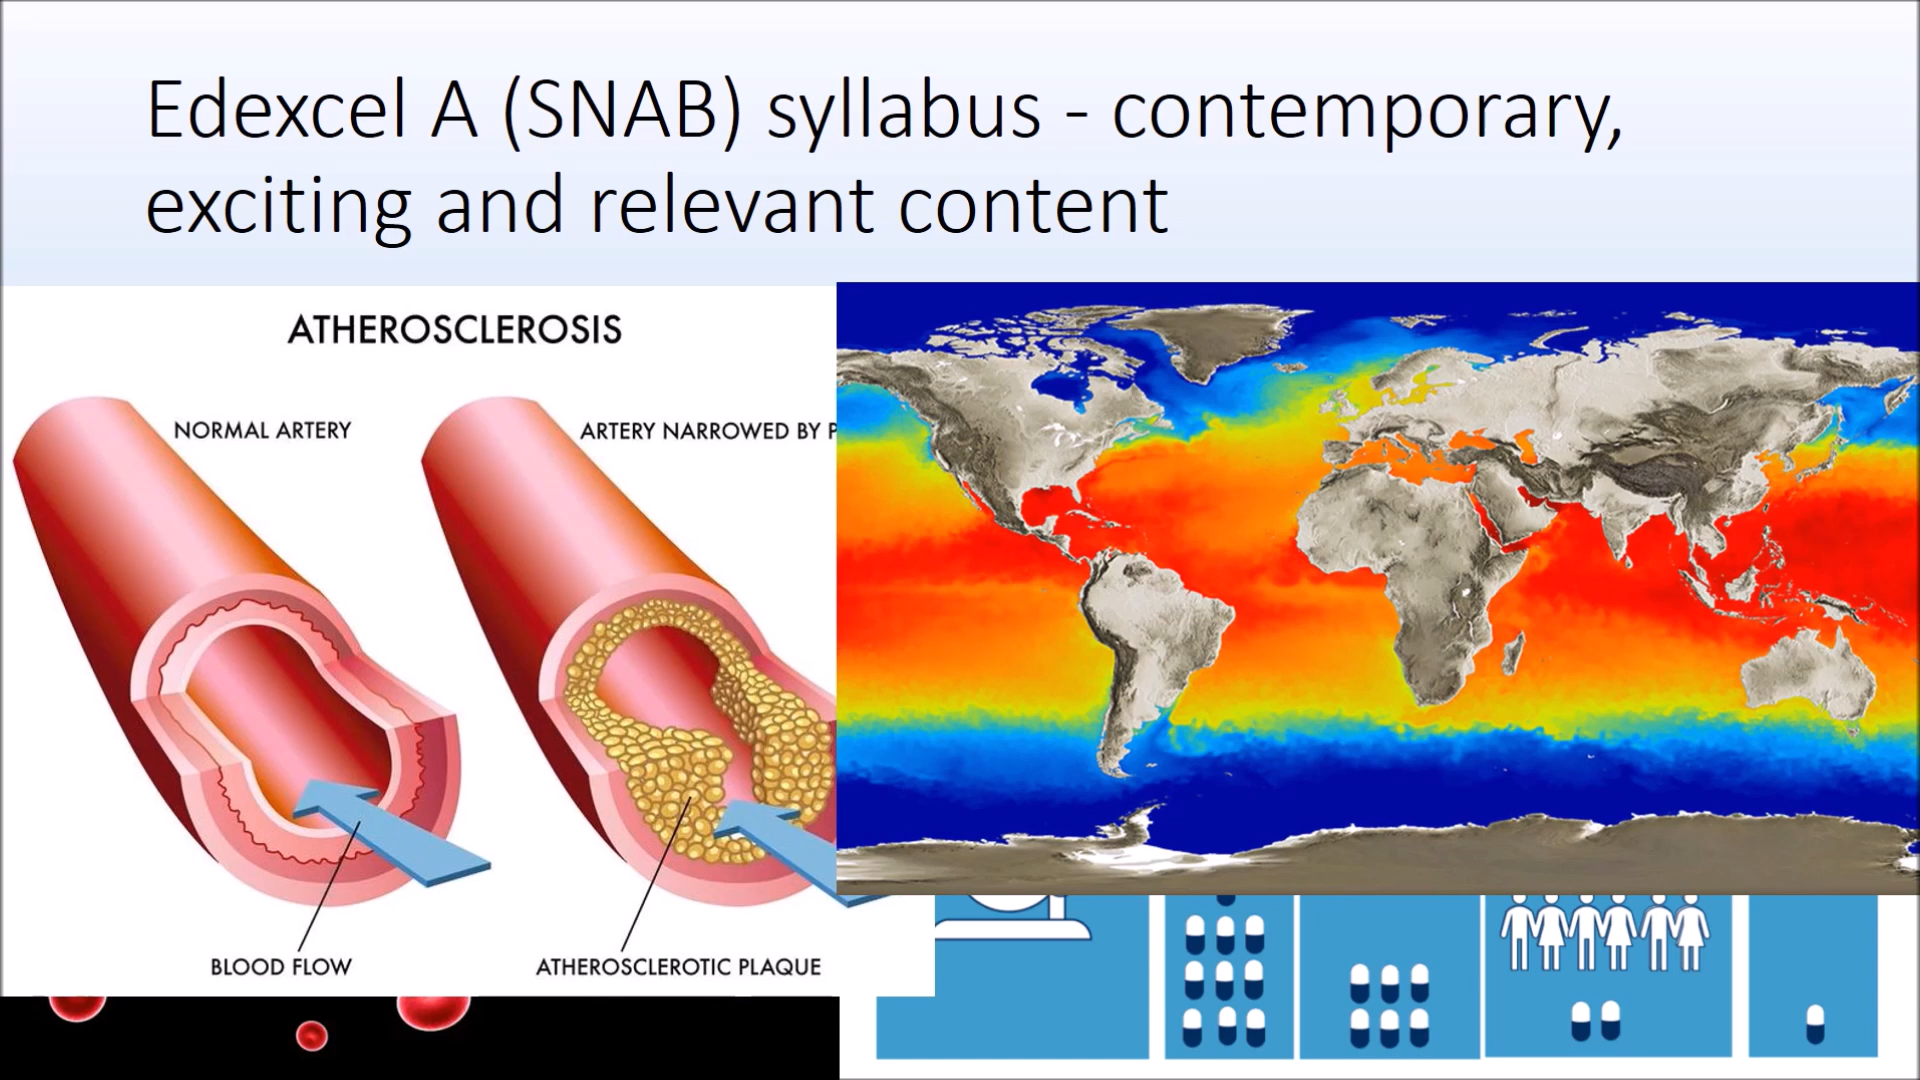 Edexcel A (SNAB) syllabus - contemporary,
exciting and relevant content
ATHEROSCLEROSIS
NORMAL ARTERY
ARTERY NARROWED BY P
BLOOD FLOW
ATHEROSCLEROTIC PLAQUE